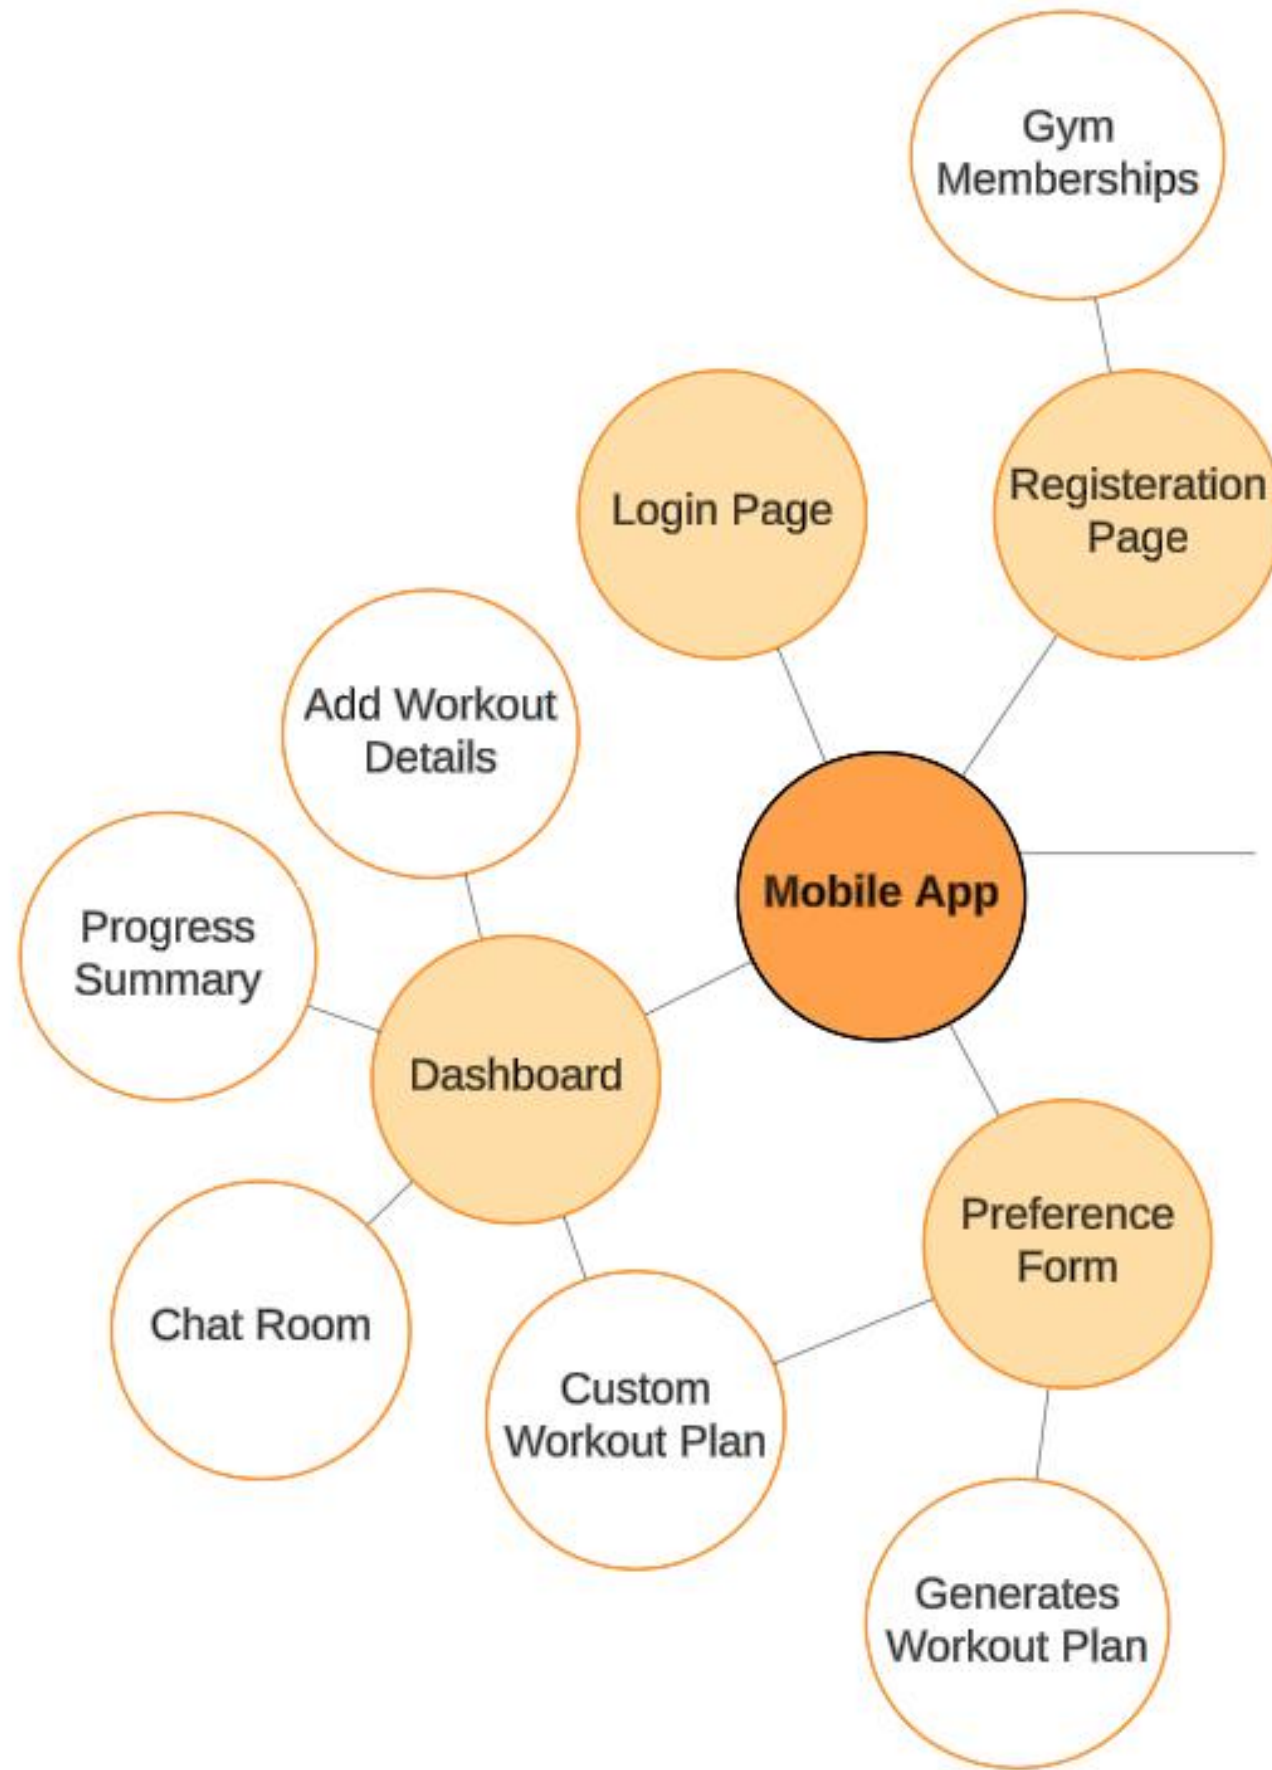 Gym
Memberships
Login Page
Registeration
Page
Add Workout
Details
Mobile App
Progress
Summary
Dashboard
Preference
Form
Chat Room
Custom
Workout Plan
Generates
Workout Plan